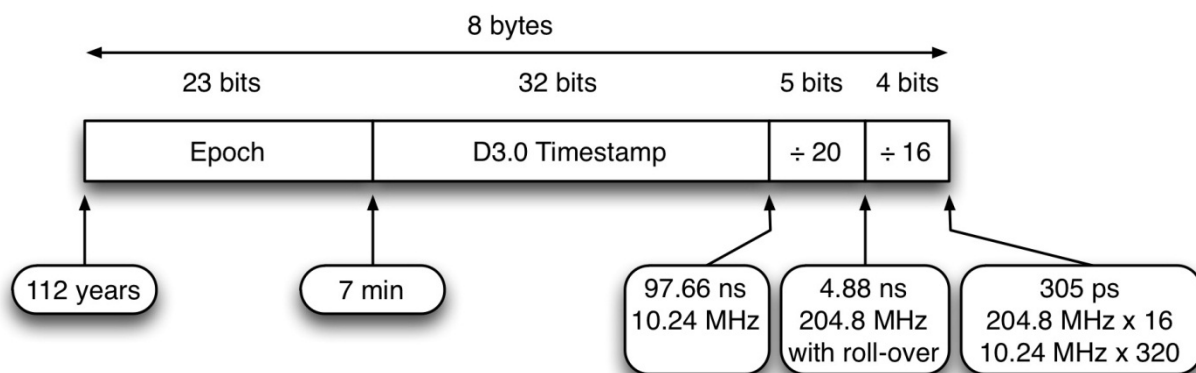 8 bytes
23 bits 32 bits 5 bits 4 bits
Epoch D3.0 Timestamp ÷ 20 ÷ 16
112 years 7 min
97.66 ns
10.24 MHz
4.88 ns
204.8 MHz
with roll-over
305 ps
204.8 MHz x 16
10.24 MHz x 320